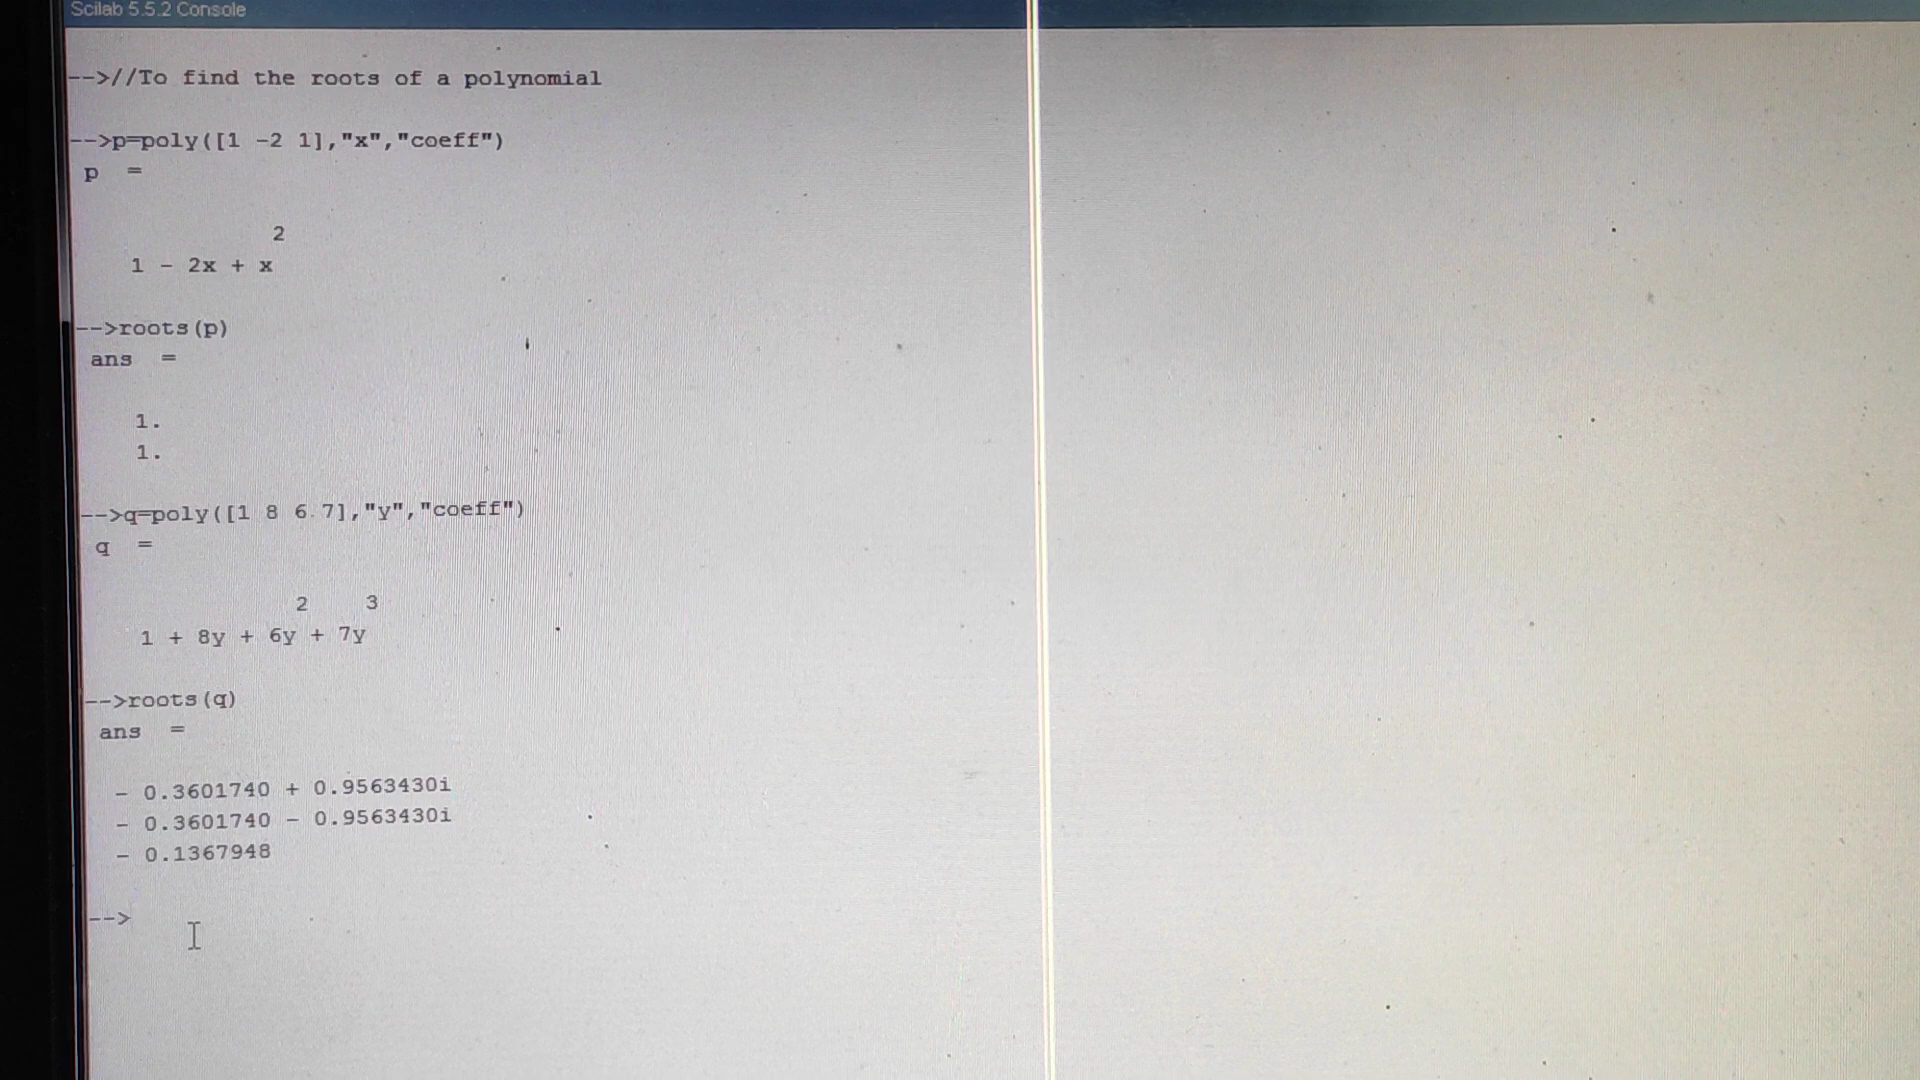 Scilab 5.5.2 Console
-->//To find the roots of a polynomial
-->p=poly([1 -2 1],"x","coeff")
p  =
2
1 - 2x + x
-->roots(p)
ans  =
1.
1.
-->q=poly([1 8 6 7],"y","coeff")
q  =
2    3
1 + 8y + 6y + 7y
-->roots(q)
ans  =
- 0.3601740 + 0.9563430i
- 0.3601740 - 0.9563430i
- 0.1367948
-->